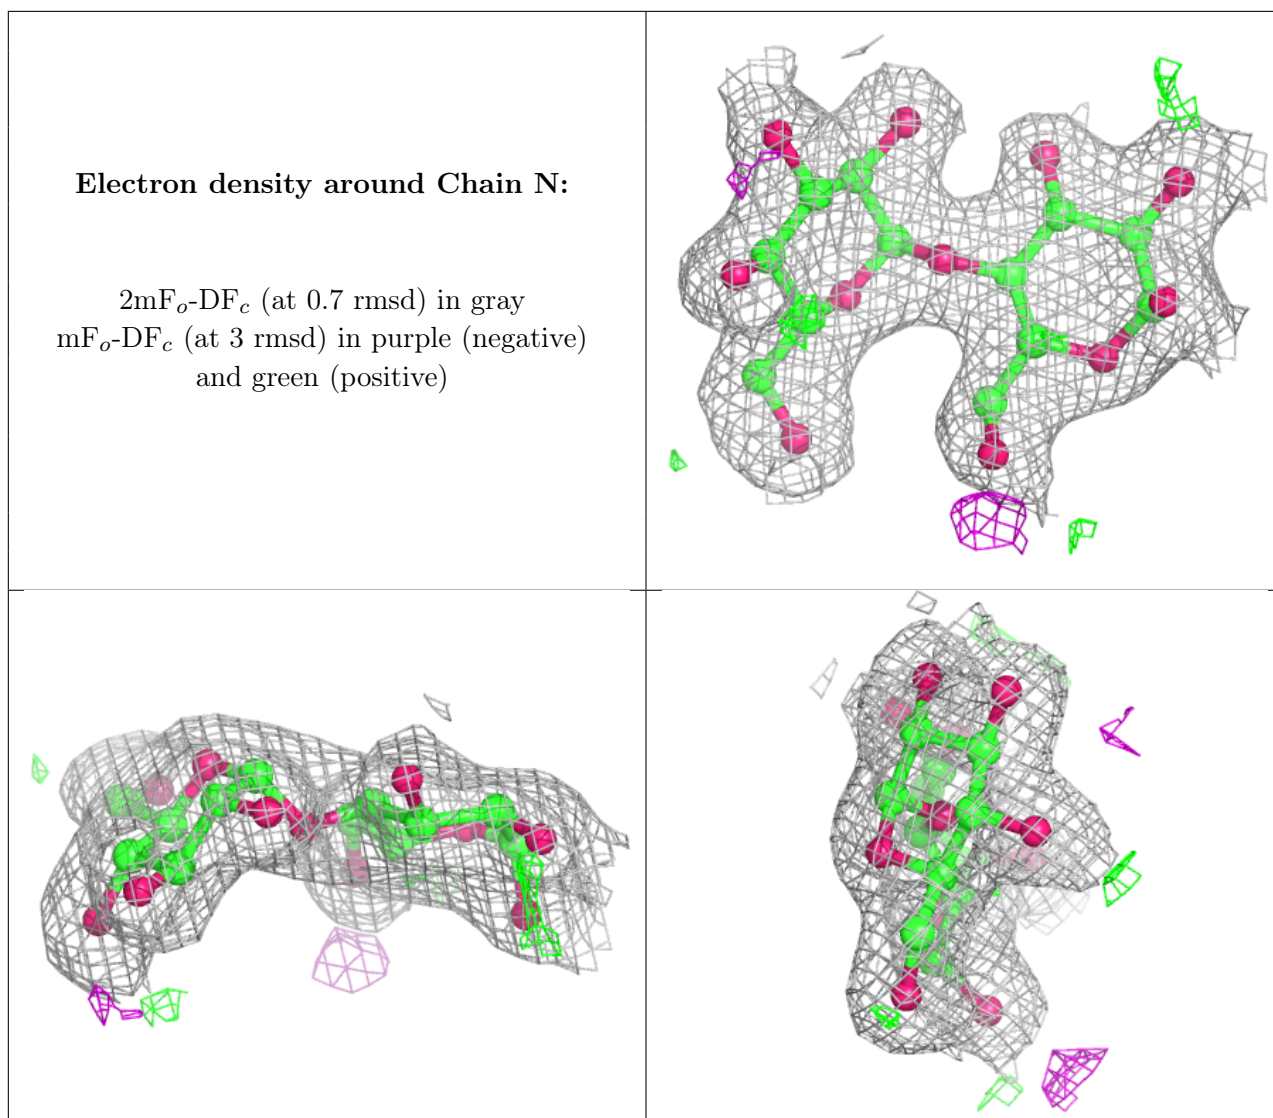 Electron density around Chain N:
2mFₒ-DF𝒸 (at 0.7 rmsd) in gray
mFₒ-DF𝒸 (at 3 rmsd) in purple (negative)
and green (positive)